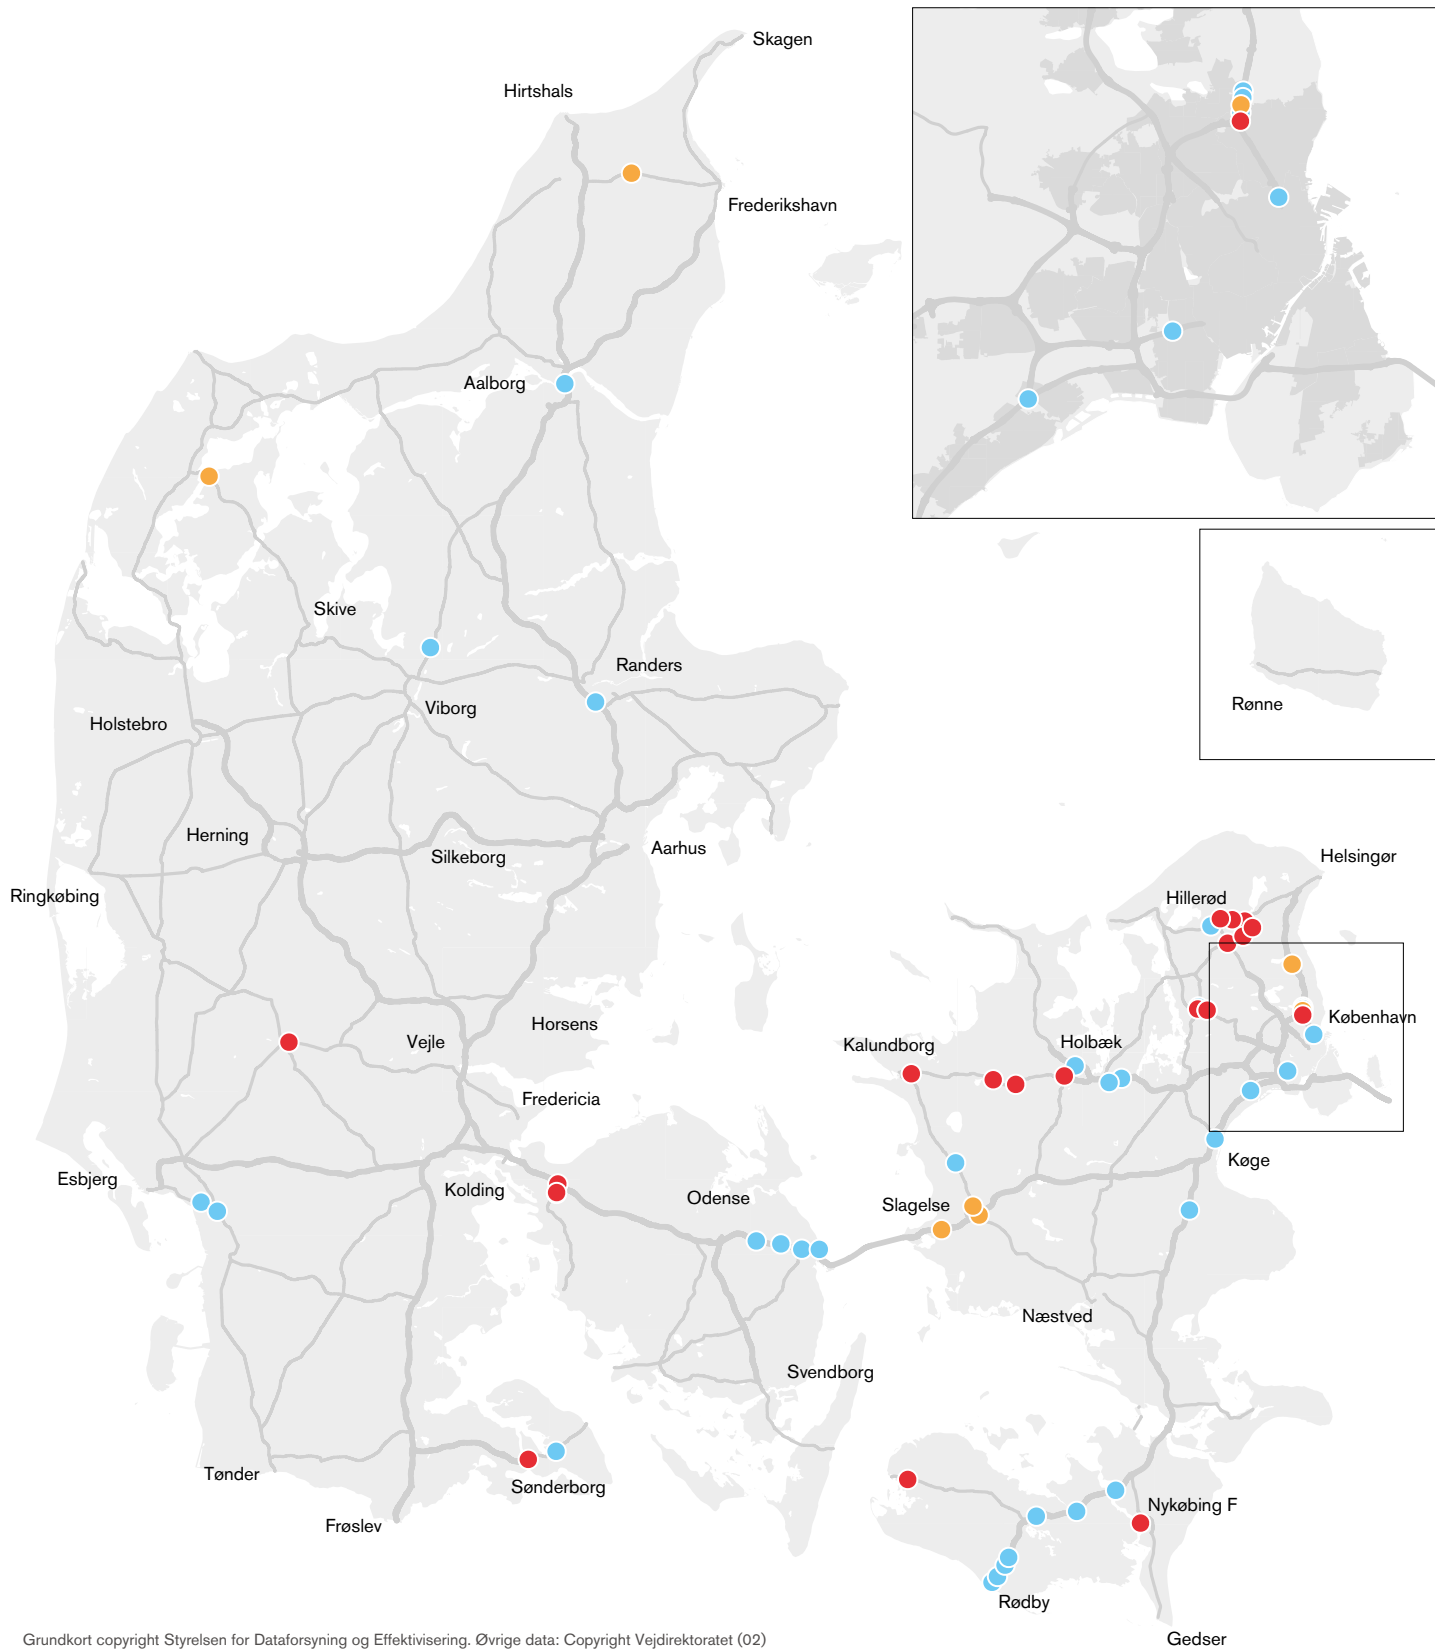 Skagen
Hirtshals
Frederikshavn
Aalborg
Skive
Randers
Viborg
Holstebro
Rønne
Herning
Silkeborg
Aarhus
Helsingør
Ringkøbing
Hillerød
Horsens
København
Vejle
Kalundborg
Holbæk
Fredericia
Køge
Esbjerg
Kolding
Odense
Slagelse
Næstved
Svendborg
Tønder
Sønderborg
Nykøbing F
Frøslev
Rødby
Gedser
Grundkort copyright Styrelsen for Dataforsyning og Effektivisering. Øvrige data: Copyright Vejdirektoratet (02)